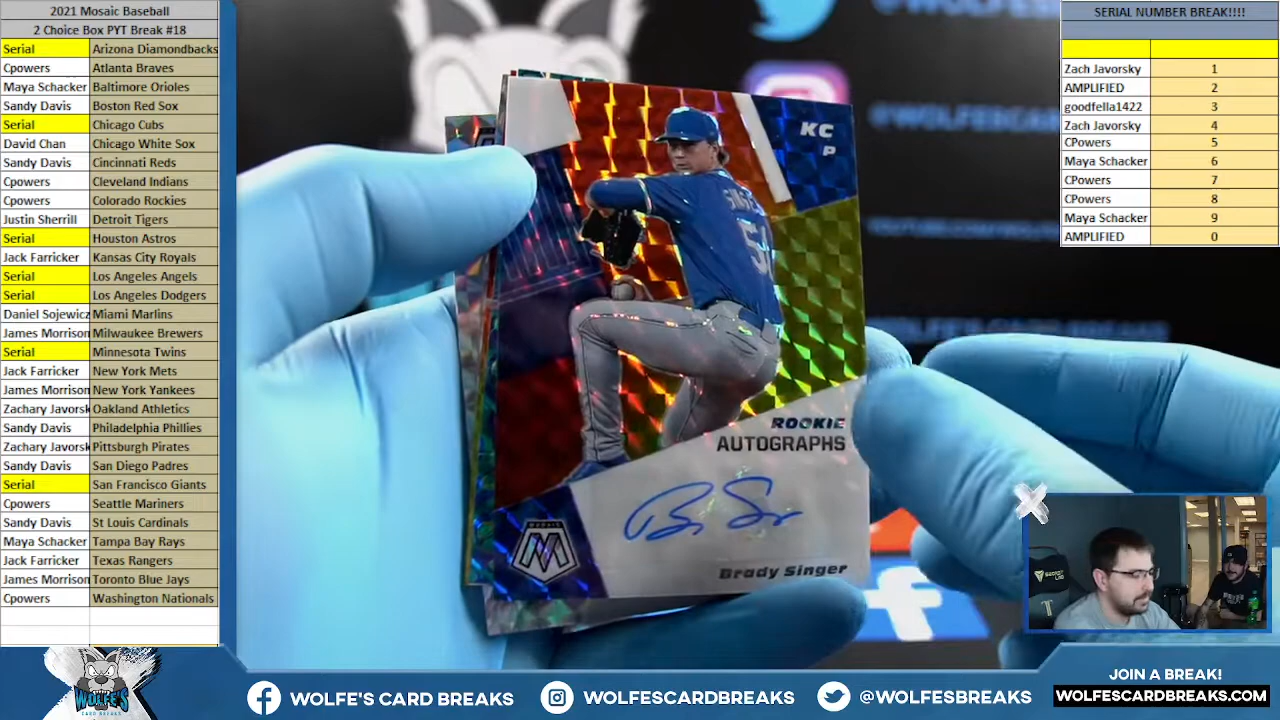 2021 Mosaic Baseball
2 Choice Box PYT Break #18
Serial Arizona Diamondbacks
Cpowers Atlanta Braves
Maya Schacker Baltimore Orioles
Sandy Davis Boston Red Sox
Serial Chicago Cubs
David Chan Chicago White Sox
Sandy Davis Cincinnati Reds
Cpowers Cleveland Indians
Cpowers Colorado Rockies
Justin Sherrill Detroit Tigers
Serial Houston Astros
Jack Farricker Kansas City Royals
Serial Los Angeles Angels
Serial Los Angeles Dodgers
Daniel Sojewicz Miami Marlins
James Morrison Milwaukee Brewers
Serial Minnesota Twins
Jack Farricker New York Mets
James Morrison New York Yankees
Zachary Javorsk Oakland Athletics
Sandy Davis Philadelphia Phillies
Zachary Javorsk Pittsburgh Pirates
Sandy Davis San Diego Padres
Serial San Francisco Giants
Cpowers Seattle Mariners
Sandy Davis St Louis Cardinals
Maya Schacker Tampa Bay Rays
Jack Farricker Texas Rangers
James Morrison Toronto Blue Jays
Cpowers Washington Nationals
KC
P
ROOKIE
AUTOGRAPHS
MOSAIC
Brady Singer
SERIAL NUMBER BREAK!!!!
Zach Javorsky 1
AMPLIFIED 2
goodfella1422 3
Zach Javorsky 4
CPowers 5
Maya Schacker 6
CPowers 7
CPowers 8
Maya Schacker 9
AMPLIFIED 0
WOLFE'S
CARD BREAKS
WOLFE'S CARD BREAKS
WOLFESCARDBREAKS
@WOLFESBREAKS
JOIN A BREAK!
WOLFESCARDBREAKS.COM